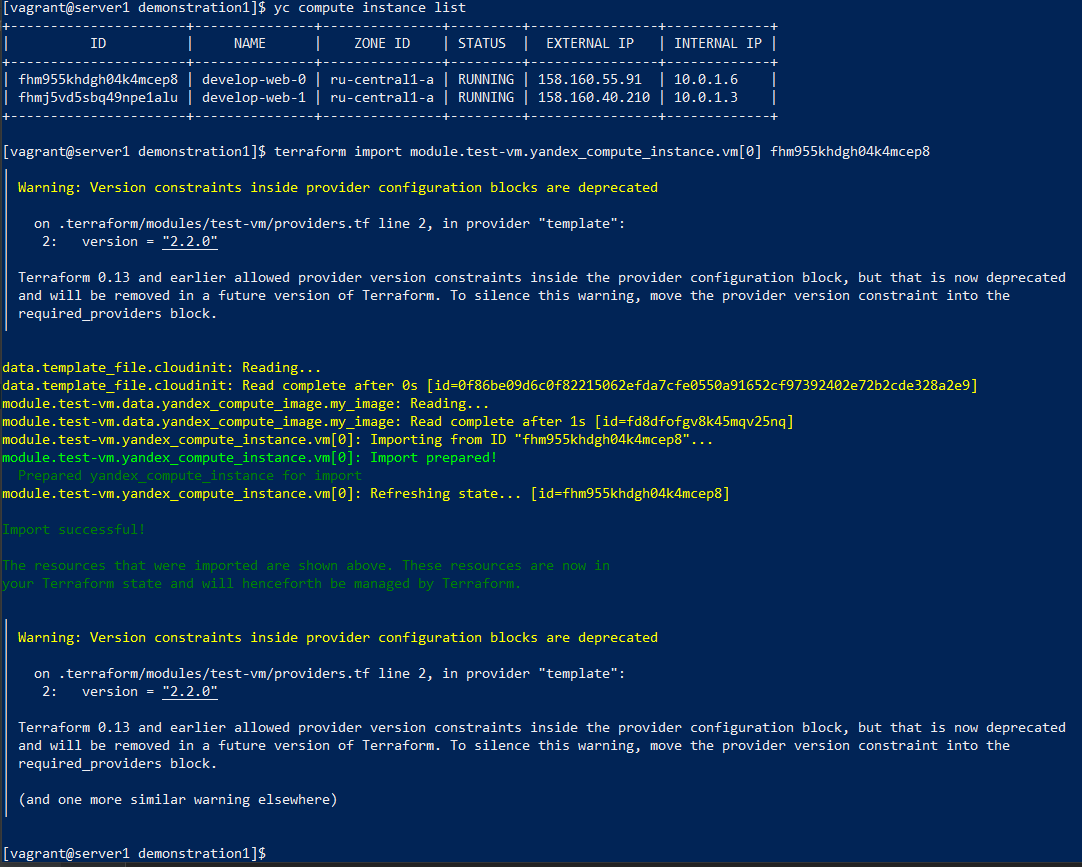 [vagrant@server1 demonstration1]$ yc compute instance list
+----------------------+---------------+---------------+---------+----------------+-------------+
|          ID          |     NAME      |    ZONE ID    | STATUS  |  EXTERNAL IP   | INTERNAL IP |
+----------------------+---------------+---------------+---------+----------------+-------------+
| fhm955khdgh04k4mcep8 | develop-web-0 | ru-central1-a | RUNNING | 158.160.55.91  | 10.0.1.6    |
| fhmj5vd5sbq49npe1alu | develop-web-1 | ru-central1-a | RUNNING | 158.160.40.210 | 10.0.1.3    |
+----------------------+---------------+---------------+---------+----------------+-------------+
[vagrant@server1 demonstration1]$ terraform import module.test-vm.yandex_compute_instance.vm[0] fhm955khdgh04k4mcep8
Warning: Version constraints inside provider configuration blocks are deprecated
on .terraform/modules/test-vm/providers.tf line 2, in provider "template":
2:   version = "2.2.0"
Terraform 0.13 and earlier allowed provider version constraints inside the provider configuration block, but that is now deprecated
and will be removed in a future version of Terraform. To silence this warning, move the provider version constraint into the
required_providers block.
data.template_file.cloudinit: Reading...
data.template_file.cloudinit: Read complete after 0s [id=0f86be09d6c0f82215062efda7cfe0550a91652cf97392402e72b2cde328a2e9]
module.test-vm.data.yandex_compute_image.my_image: Reading...
module.test-vm.data.yandex_compute_image.my_image: Read complete after 1s [id=fd8dfofgv8k45mqv25nq]
module.test-vm.yandex_compute_instance.vm[0]: Importing from ID "fhm955khdgh04k4mcep8"...
module.test-vm.yandex_compute_instance.vm[0]: Import prepared!
Prepared yandex_compute_instance for import
module.test-vm.yandex_compute_instance.vm[0]: Refreshing state... [id=fhm955khdgh04k4mcep8]
Import successful!
The resources that were imported are shown above. These resources are now in
your Terraform state and will henceforth be managed by Terraform.
Warning: Version constraints inside provider configuration blocks are deprecated
on .terraform/modules/test-vm/providers.tf line 2, in provider "template":
2:   version = "2.2.0"
Terraform 0.13 and earlier allowed provider version constraints inside the provider configuration block, but that is now deprecated
and will be removed in a future version of Terraform. To silence this warning, move the provider version constraint into the
required_providers block.
(and one more similar warning elsewhere)
[vagrant@server1 demonstration1]$